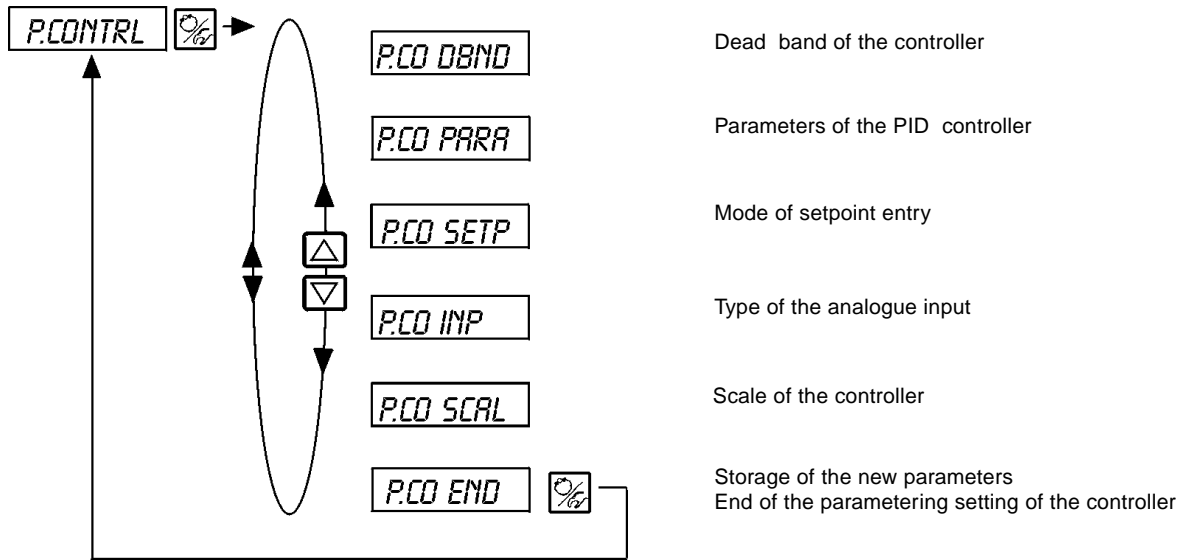 P.CONTRL
P.CO DBND
Dead band of the controller
P.CO PARA
Parameters of the PID controller
P.CO SETP
Mode of setpoint entry
P.CO INP
Type of the analogue input
P.CO SCAL
Scale of the controller
P.CO END
Storage of the new parameters
End of the parametering setting of the controller